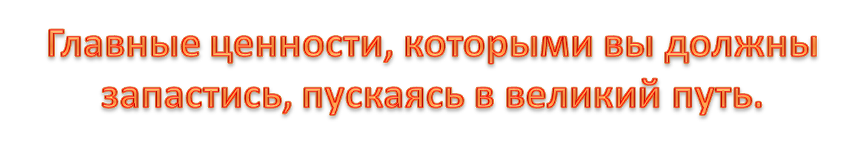 Главные ценности, которыми вы должны
запастись, пускаясь в великий путь.